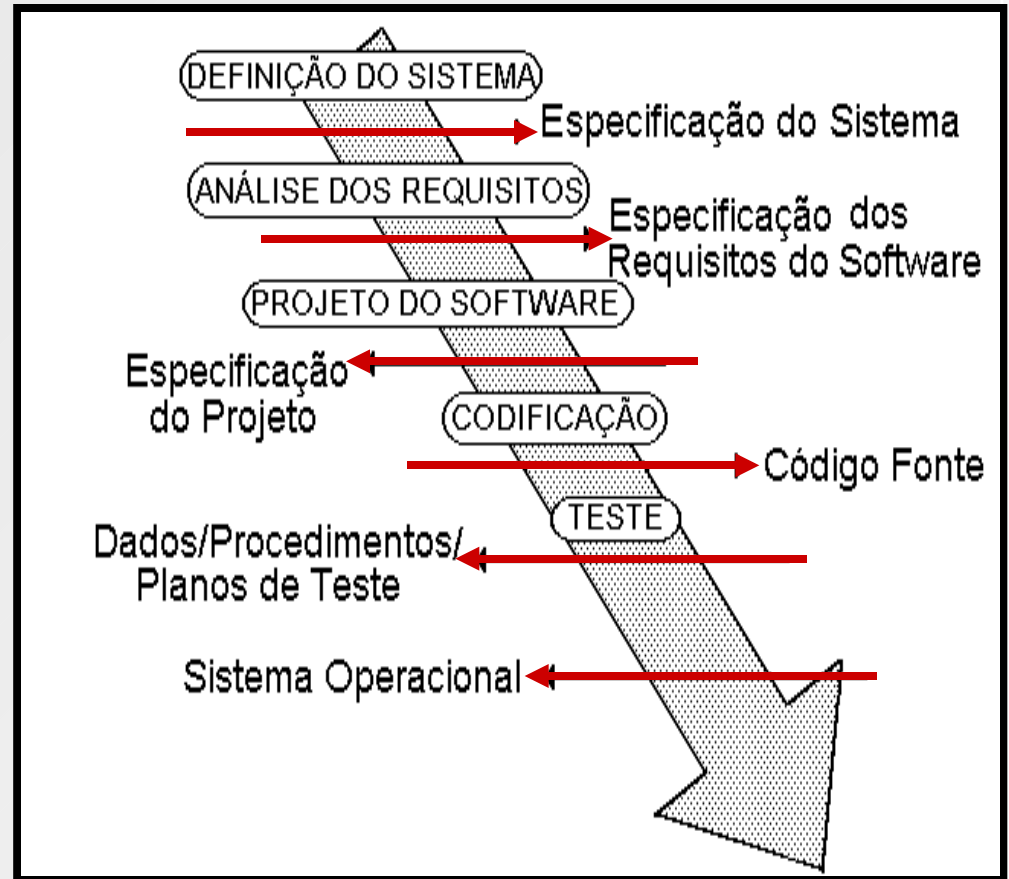 DEFINIÇÃO DO SISTEMA
Especificação do Sistema
ANÁLISE DOS REQUISITOS
Especificação dos
Requisitos do Software
PROJETO DO SOFTWARE
Especificação
do Projeto
CODIFICAÇÃO
Código Fonte
TESTE
Dados/Procedimentos/
Planos de Teste
Sistema Operacional